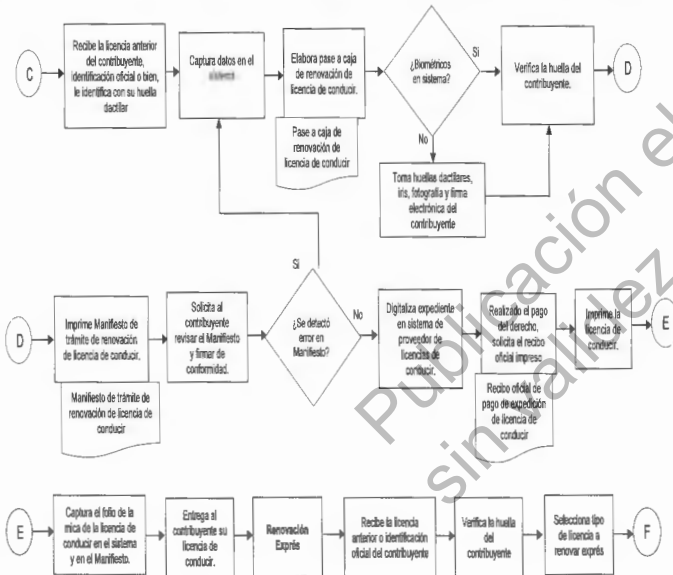 C
Recibe la licencia anterior
del contribuyente,
Identificación oficial o bien,
le identifica con su huella
dactilar
Captura datos en el
Elabora pase a caja
de renovación de
licencia de conducir.
Pase a caja de
renovación de
licencia de conducir
¿Biométricos
en sistema?
Si
No
Verifica la huella del
contribuyente.
D
Toma huellas dactilares,
iris, fotografía y firma
electrónica del
contribuyente
D
Imprime Manifiesto de
trámite de renovación
de licencia de conducir.
Manifiesto de trámite de
renovación de licencia de
conducir
Solicita al
contribuyente
revisar el Manifiesto
y firmar de
conformidad.
Si
¿Se detectó
error en
Manifiesto?
No
Digitaliza expediente
en sistema de
proveedor de
licencias de
conducir.
Realizado el pago
del derecho,
solicita el recibo
oficial impreso
Recibo oficial de
pago de expedición
de licencia de
conducir
Imprime la
licencia de
conducir.
E
E
Captura el folio de la
mica de la licencia de
conducir en el sistema
y en el Manifiesto.
Entrega al
contribuyente su
licencia de
conducir.
Renovación
Exprés
Recibe la licencia
anterior o identificación
oficial del contribuyente
Verifica la huella
del
contribuyente
Selecciona tipo
de licencia a
renovar exprés
F
Publicación el
sin validez